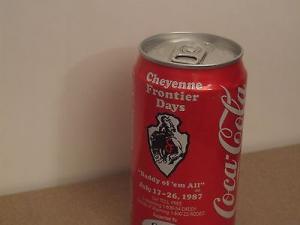 Cheyenne
Frontier
Days
"Daddy of 'em All"
July 17-26, 1987
Coca-Cola